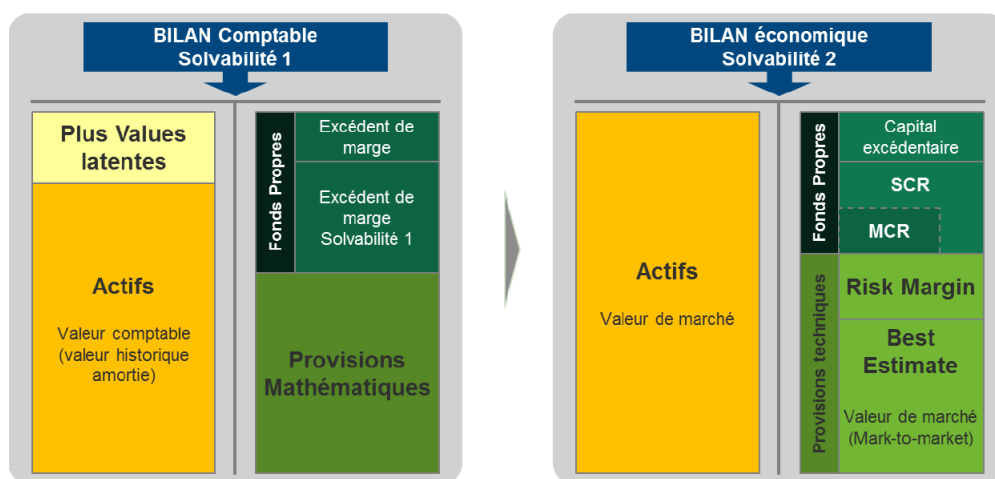 BILAN Comptable
Solvabilité 1
Plus Values
latentes
Actifs
Valeur comptable
(valeur historique
amortie)
Fonds Propres
Excédent de
marge
Excédent de
marge
Solvabilité 1
Provisions
Mathématiques
BILAN économique
Solvabilité 2
Actifs
Valeur de marché
Fonds Propres
Capital
excédentaire
SCR
MCR
Provisions techniques
Risk Margin
Best
Estimate
Valeur de marché
(Mark-to-market)